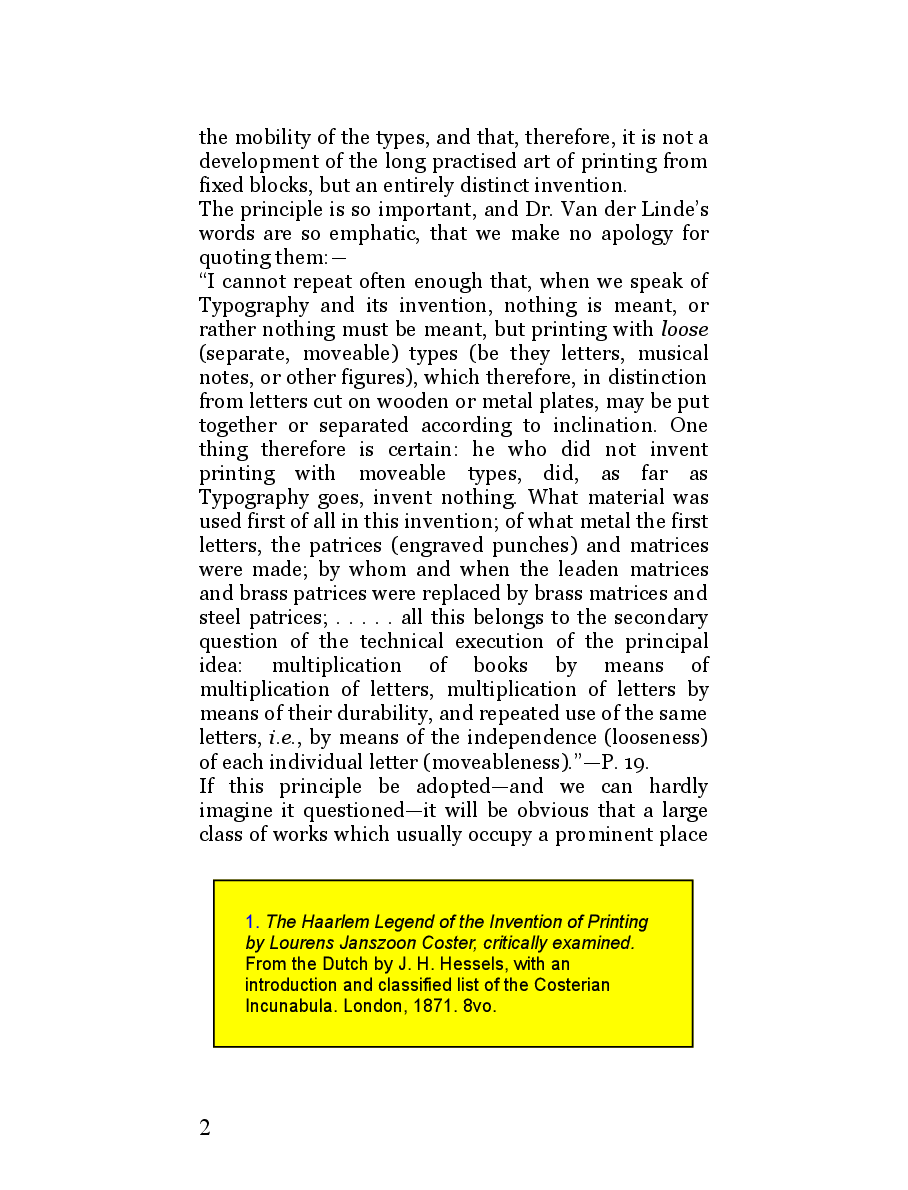 the mobility of the types, and that, therefore, it is not a
development of the long practised art of printing from
fixed blocks, but an entirely distinct invention.
The principle is so important, and Dr. Van der Linde’s
words are so emphatic, that we make no apology for
quoting them:—
“I cannot repeat often enough that, when we speak of
Typography and its invention, nothing is meant, or
rather nothing must be meant, but printing with loose
(separate, moveable) types (be they letters, musical
notes, or other figures), which therefore, in distinction
from letters cut on wooden or metal plates, may be put
together or separated according to inclination. One
thing therefore is certain: he who did not invent
printing with moveable types, did, as far as
Typography goes, invent nothing. What material was
used first of all in this invention; of what metal the first
letters, the patrices (engraved punches) and matrices
were made; by whom and when the leaden matrices
and brass patrices were replaced by brass matrices and
steel patrices; . . . . . all this belongs to the secondary
question of the technical execution of the principal
idea: multiplication of books by means of
multiplication of letters, multiplication of letters by
means of their durability, and repeated use of the same
letters, i.e., by means of the independence (looseness)
of each individual letter (moveableness).”—P. 19.
If this principle be adopted—and we can hardly
imagine it questioned—it will be obvious that a large
class of works which usually occupy a prominent place
1. The Haarlem Legend of the Invention of Printing
by Lourens Janszoon Coster, critically examined.
From the Dutch by J. H. Hessels, with an
introduction and classified list of the Costerian
Incunabula. London, 1871. 8vo.
2